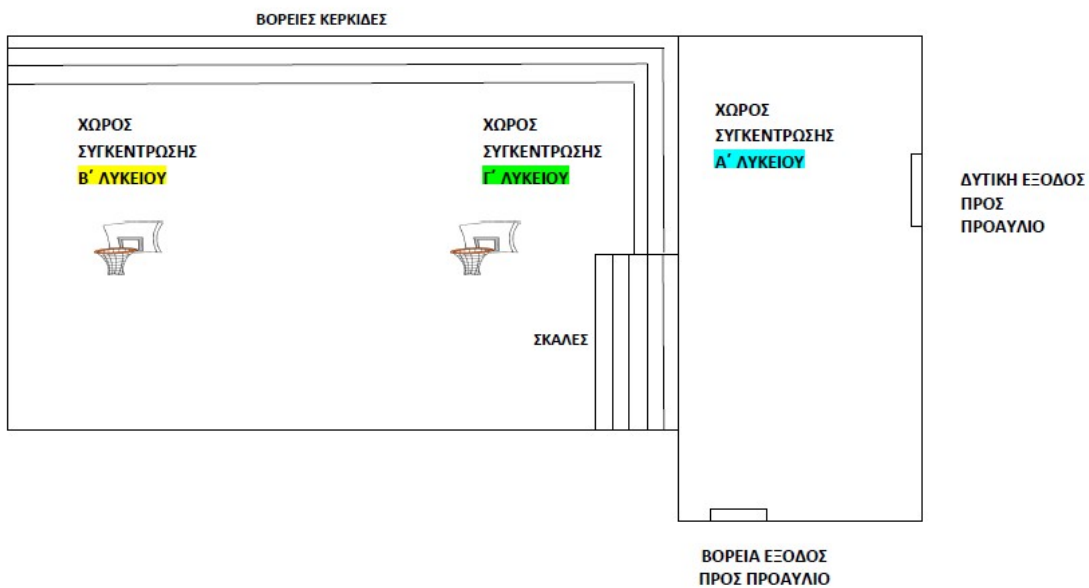 ΒΟΡΕΙΕΣ ΚΕΡΚΙΔΕΣ
ΧΩΡΟΣ
ΣΥΓΚΕΝΤΡΩΣΗΣ
Β΄ ΛΥΚΕΙΟΥ
ΧΩΡΟΣ
ΣΥΓΚΕΝΤΡΩΣΗΣ
Γ΄ ΛΥΚΕΙΟΥ
ΧΩΡΟΣ
ΣΥΓΚΕΝΤΡΩΣΗΣ
Α΄ ΛΥΚΕΙΟΥ
ΔΥΤΙΚΗ ΕΞΟΔΟΣ
ΠΡΟΣ
ΠΡΟΑΥΛΙΟ
ΣΚΑΛΕΣ
ΒΟΡΕΙΑ ΕΞΟΔΟΣ
ΠΡΟΣ ΠΡΟΑΥΛΙΟ